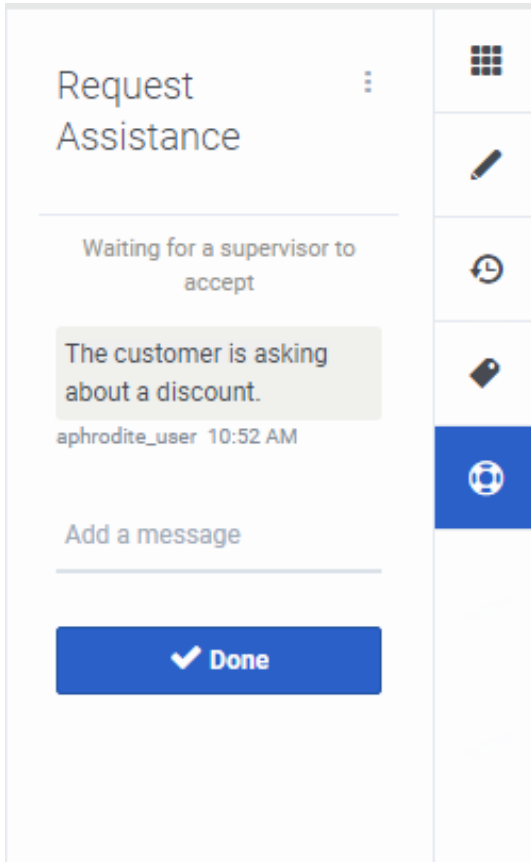 Request
Assistance
Waiting for a supervisor to
accept
The customer is asking
about a discount.
aphrodite_user 10:52 AM
Add a message
Done